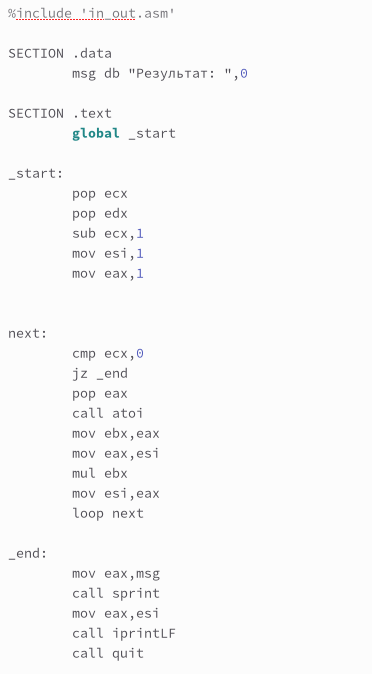 %include 'in_out.asm'

SECTION .data
        msg db "Результат: ",0

SECTION .text
        global _start

_start:
        pop ecx
        pop edx
        sub ecx,1
        mov esi,1
        mov eax,1


next:
        cmp ecx,0
        jz _end
        pop eax
        call atoi
        mov ebx,eax
        mov eax,esi
        mul ebx
        mov esi,eax
        loop next

_end:
        mov eax,msg
        call sprint
        mov eax,esi
        call iprintLF
        call quit